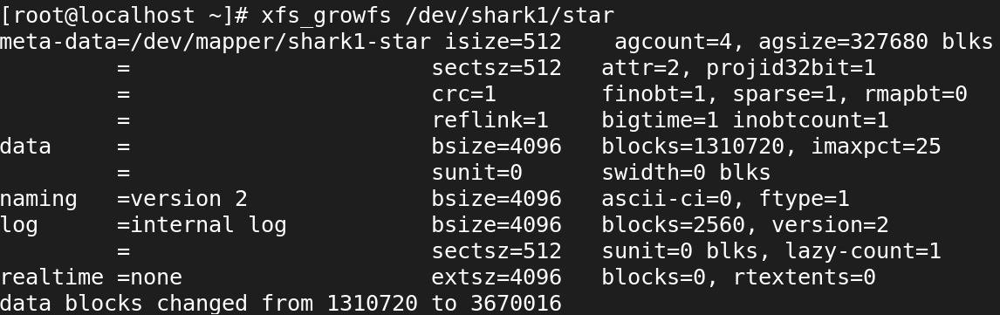 [root@localhost ~]# xfs_growfs /dev/shark1/star
meta-data=/dev/mapper/shark1-star isize=512    agcount=4, agsize=327680 blks
         =                       sectsz=512   attr=2, projid32bit=1
         =                       crc=1        finobt=1, sparse=1, rmapbt=0
         =                       reflink=1    bigtime=1 inobtcount=1
data     =                       bsize=4096   blocks=1310720, imaxpct=25
         =                       sunit=0      swidth=0 blks
naming   =version 2              bsize=4096   ascii-ci=0, ftype=1
log      =internal log           bsize=4096   blocks=2560, version=2
         =                       sectsz=512   sunit=0 blks, lazy-count=1
realtime =none                   extsz=4096   blocks=0, rtextents=0
data blocks changed from 1310720 to 3670016